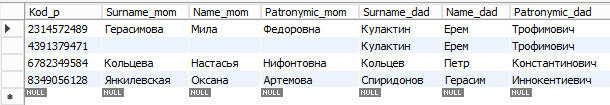 Kod_p Surname_mom Name_mom Patronymic_mom Surname_dad Name_dad Patronymic_dad
2314572489 Герасимова Мила Федоровна Кулактин Ерем Трофимович
4391379471 Кулактин Ерем Трофимович
6782349584 Кольцева Настасья Нифонтовна Кольцев Петр Константинович
8349056128 Янкилевская Оксана Артемова Спиридонов Герасим Иннокентиевич
NULL NULL NULL NULL NULL NULL NULL